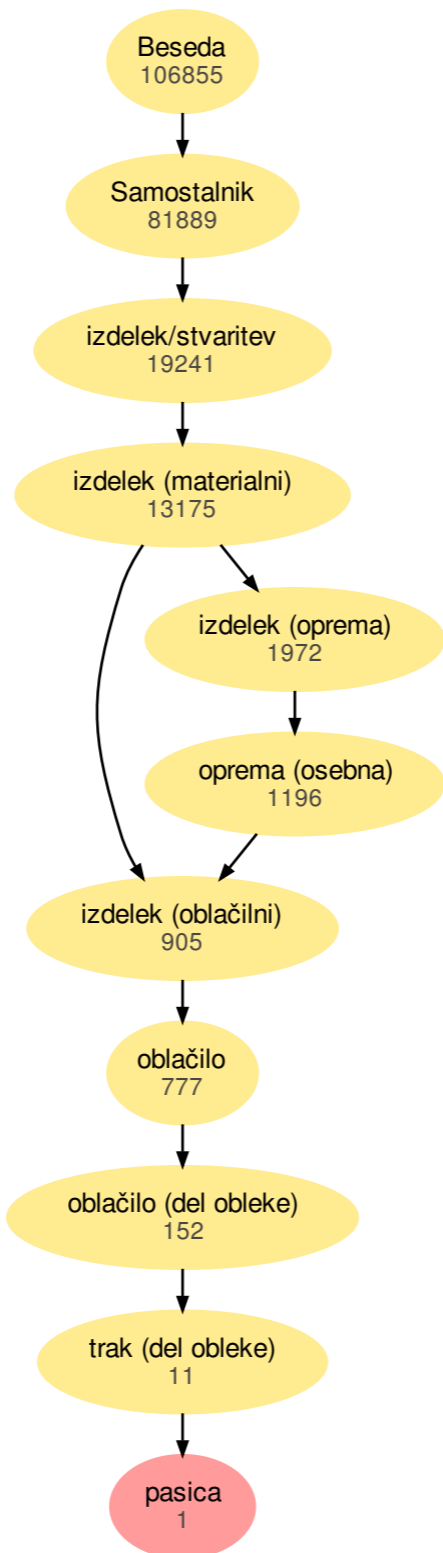 Beseda
106855
Samostalnik
81889
izdelek/stvaritev
19241
izdelek (materialni)
13175
izdelek (oprema)
1972
oprema (osebna)
1196
izdelek (oblačilni)
905
oblačilo
777
oblačilo (del obleke)
152
trak (del obleke)
11
pasica
1